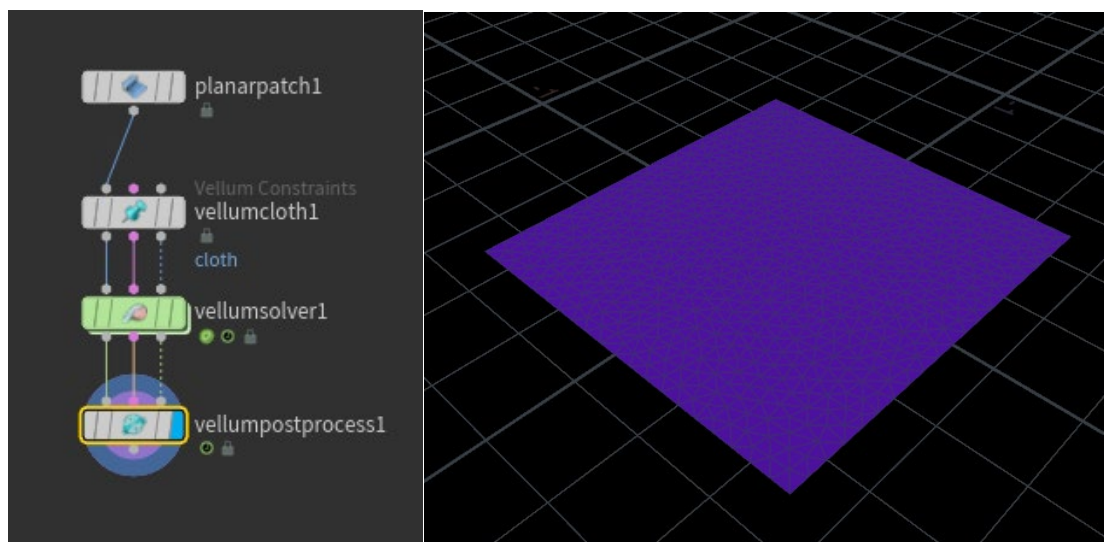 planarpatch1
Vellum Constraints
vellumcloth1
cloth
vellumsolver1
vellumpostprocess1